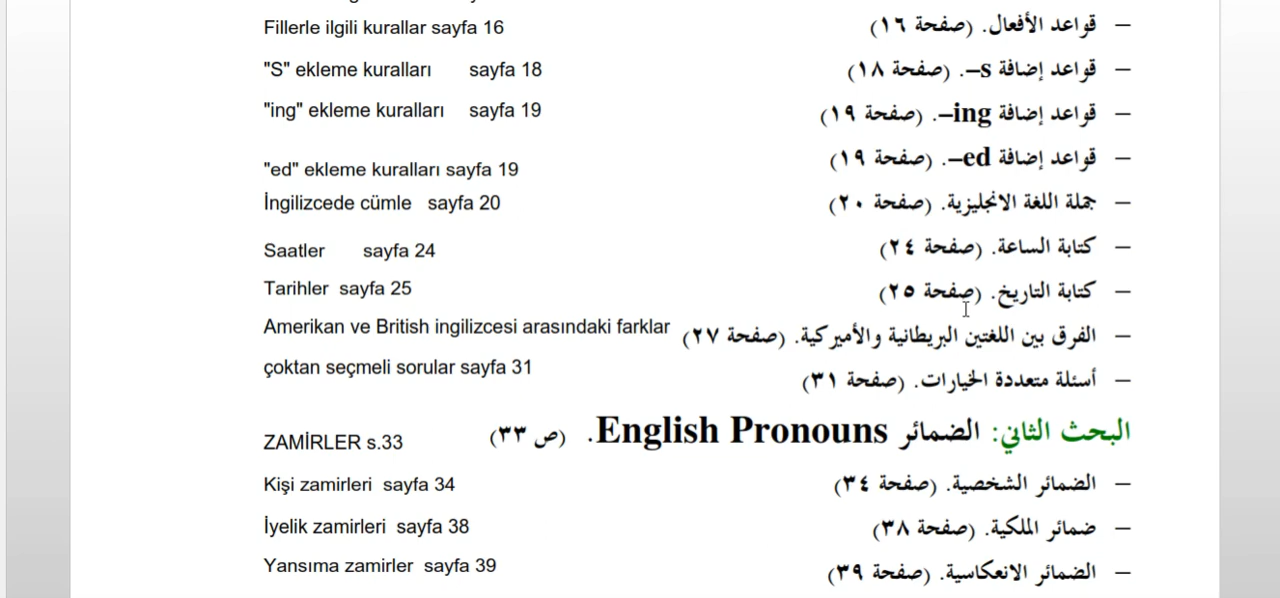 Fillerle ilgili kurallar sayfa 16 – قواعد الأفعال. (صفحة ١٦)
"S" ekleme kuralları sayfa 18 – قواعد إضافة s–. (صفحة ١٨)
"ing" ekleme kuralları sayfa 19 – قواعد إضافة ing–. (صفحة ١٩)
"ed" ekleme kuralları sayfa 19 – قواعد إضافة ed–. (صفحة ١٩)
İngilizcede cümle sayfa 20 – جملة اللغة الانجليزية. (صفحة ٢٠)
Saatler sayfa 24 – كتابة الساعة. (صفحة ٢٤)
Tarihler sayfa 25 – كتابة التاريخ. (صفحة ٢٥)
Amerikan ve British ingilizcesi arasındaki farklar – الفرق بين اللغتين البريطانية والأميركية. (صفحة ٢٧)
çoktan seçmeli sorular sayfa 31 – أسئلة متعددة الخيارات. (صفحة ٣١)
ZAMİRLER s.33 البحث الثاني: الضمائر English Pronouns. (ص ٣٣)
Kişi zamirleri sayfa 34 – الضمائر الشخصية. (صفحة ٣٤)
İyelik zamirleri sayfa 38 – ضمائر الملكية. (صفحة ٣٨)
Yansıma zamirler sayfa 39 – الضمائر الانعكاسية. (صفحة ٣٩)